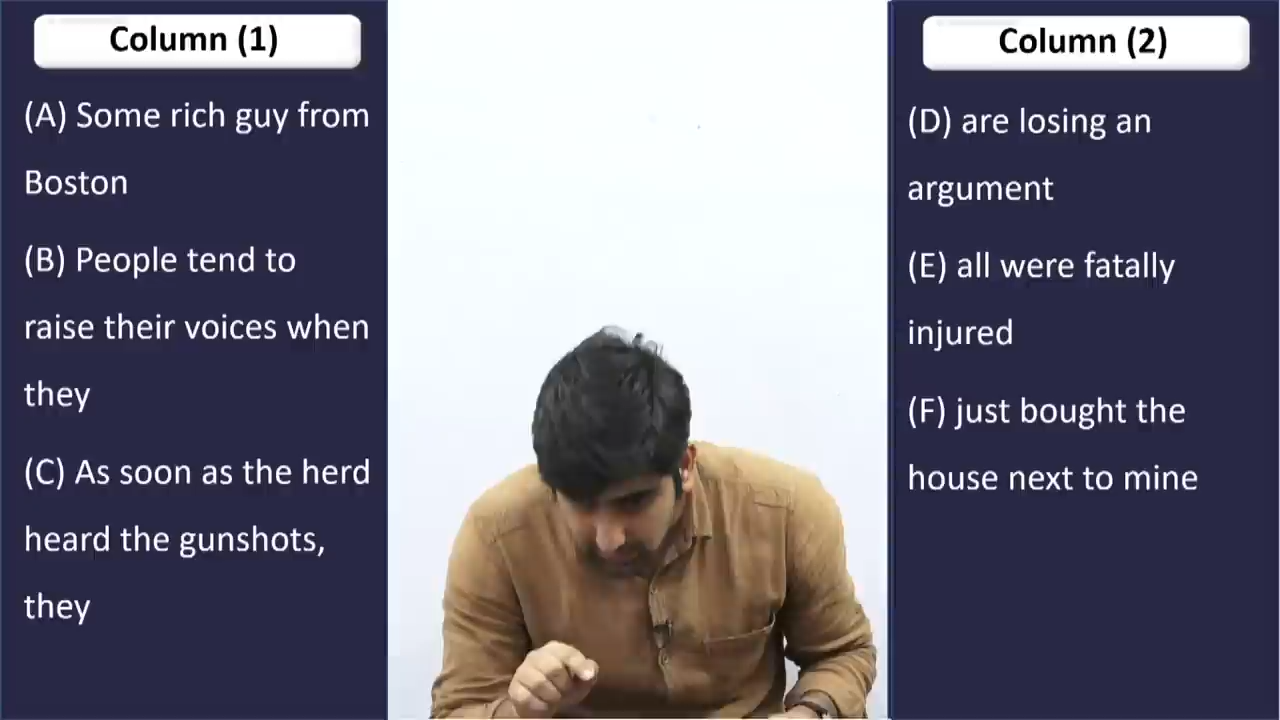 Column (1)
(A) Some rich guy from
Boston
(B) People tend to
raise their voices when
they
(C) As soon as the herd
heard the gunshots,
they
Column (2)
(D) are losing an
argument
(E) all were fatally
injured
(F) just bought the
house next to mine